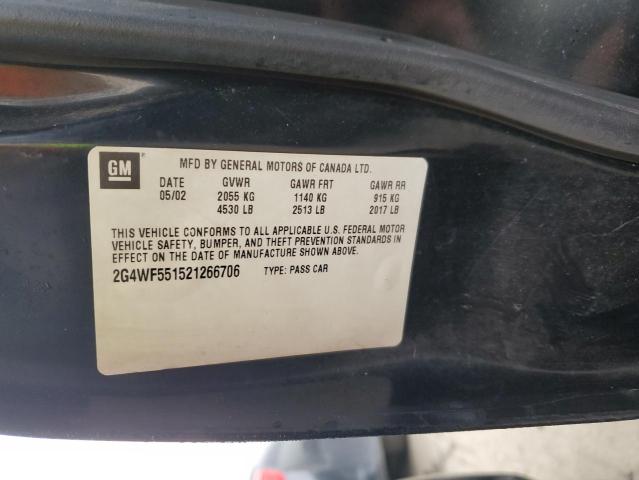 GM
MFD BY GENERAL MOTORS OF CANADA LTD.
DATE GVWR GAWR FRT GAWR RR
05/02 2055 KG 1140 KG 915 KG
4530 LB 2513 LB 2017 LB
THIS VEHICLE CONFORMS TO ALL APPLICABLE U.S. FEDERAL MOTOR
VEHICLE SAFETY, BUMPER, AND THEFT PREVENTION STANDARDS IN
EFFECT ON THE DATE OF MANUFACTURE SHOWN ABOVE.
2G4WF551521266706 TYPE: PASS CAR